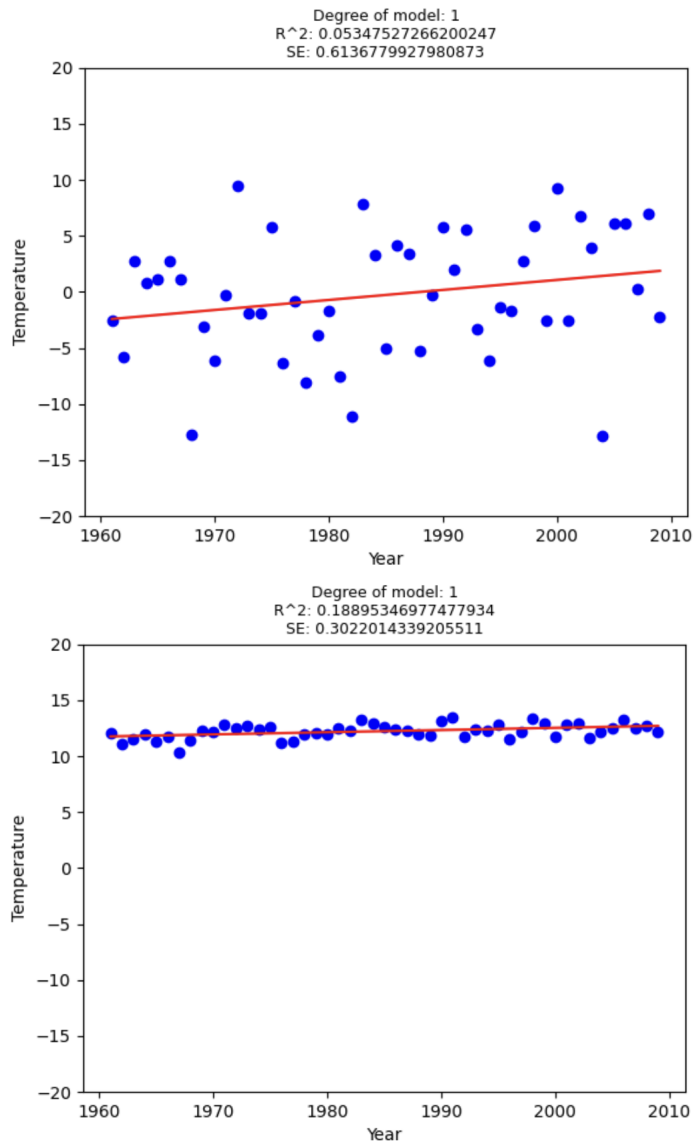 Degree of model: 1
R^2: 0.05347527266200247
SE: 0.6136779927980873
20
15
10
5
0
−5
−10
−15
−20
Temperature
1960 1970 1980 1990 2000 2010
Year
Degree of model: 1
R^2: 0.18895346977477934
SE: 0.3022014339205511
20
15
10
5
0
−5
−10
−15
−20
Temperature
1960 1970 1980 1990 2000 2010
Year